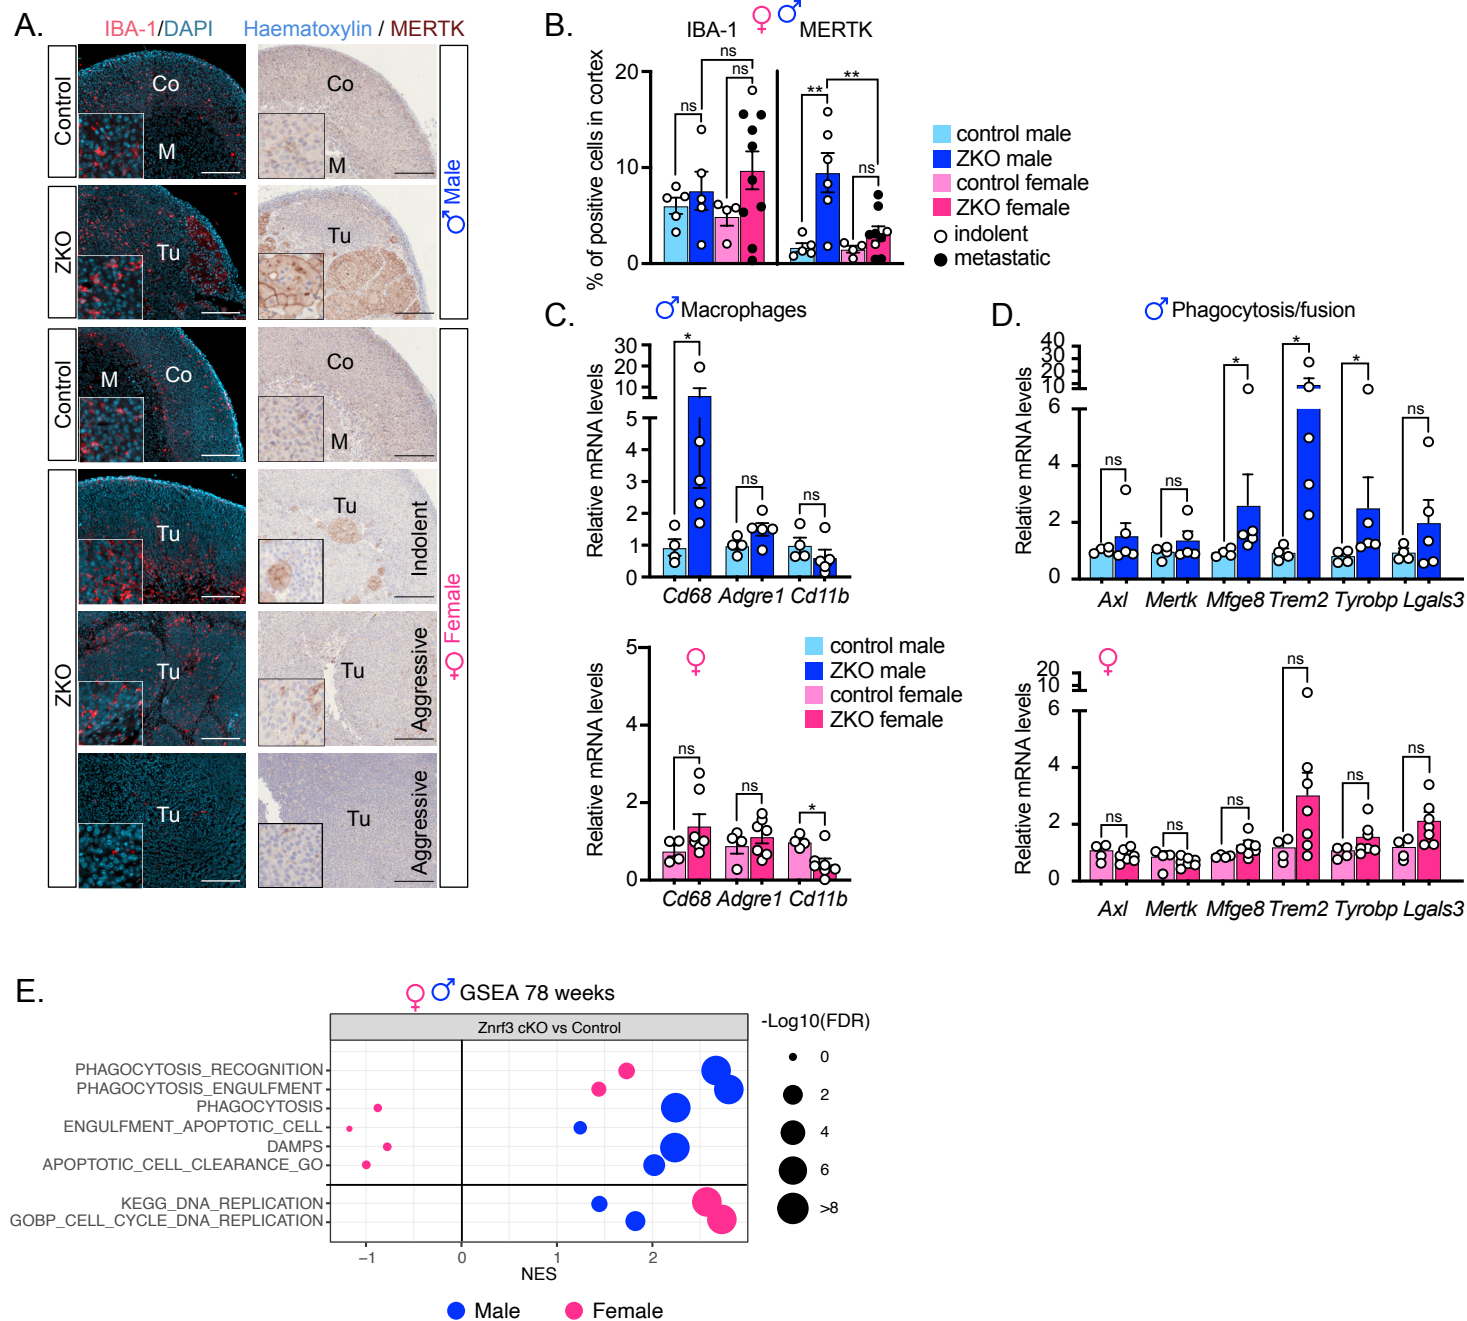 A.
IBA-1/DAPI
Haematoxylin / MERTK
Control
Co
M
Co
M
ZKO
Tu
Tu
♂ Male
Control
M
Co
Co
M
ZKO
Tu
Tu
Indolent
Tu
Tu
Aggressive
Tu
Tu
Aggressive
♀ Female
B.
♀ ♂
IBA-1
MERTK
% of positive cells in cortex
20
10
0
ns
ns
ns
**
**
ns
control male
ZKO male
control female
ZKO female
indolent
metastatic
C.
♂ Macrophages
Relative mRNA levels
30
20
10
5
4
3
2
1
0
*
ns
ns
Cd68 Adgre1 Cd11b
♀
Relative mRNA levels
5
4
2
0
ns
ns
*
Cd68 Adgre1 Cd11b
control male
ZKO male
control female
ZKO female
D.
♂ Phagocytosis/fusion
Relative mRNA levels
40
30
20
10
6
4
2
0
ns
ns
*
*
*
ns
Axl Mertk Mfge8 Trem2 Tyrobp Lgals3
♀
Relative mRNA levels
20
10
6
4
2
0
ns
ns
ns
ns
ns
ns
Axl Mertk Mfge8 Trem2 Tyrobp Lgals3
E.
♀ ♂ GSEA 78 weeks
Znrf3 cKO vs Control
PHAGOCYTOSIS_RECOGNITION
PHAGOCYTOSIS_ENGULFMENT
PHAGOCYTOSIS
ENGULFMENT_APOPTOTIC_CELL
DAMPS
APOPTOTIC_CELL_CLEARANCE_GO
KEGG_DNA_REPLICATION
GOBP_CELL_CYCLE_DNA_REPLICATION
−1 0 1 2
NES
-Log10(FDR)
0
2
4
6
>8
Male Female